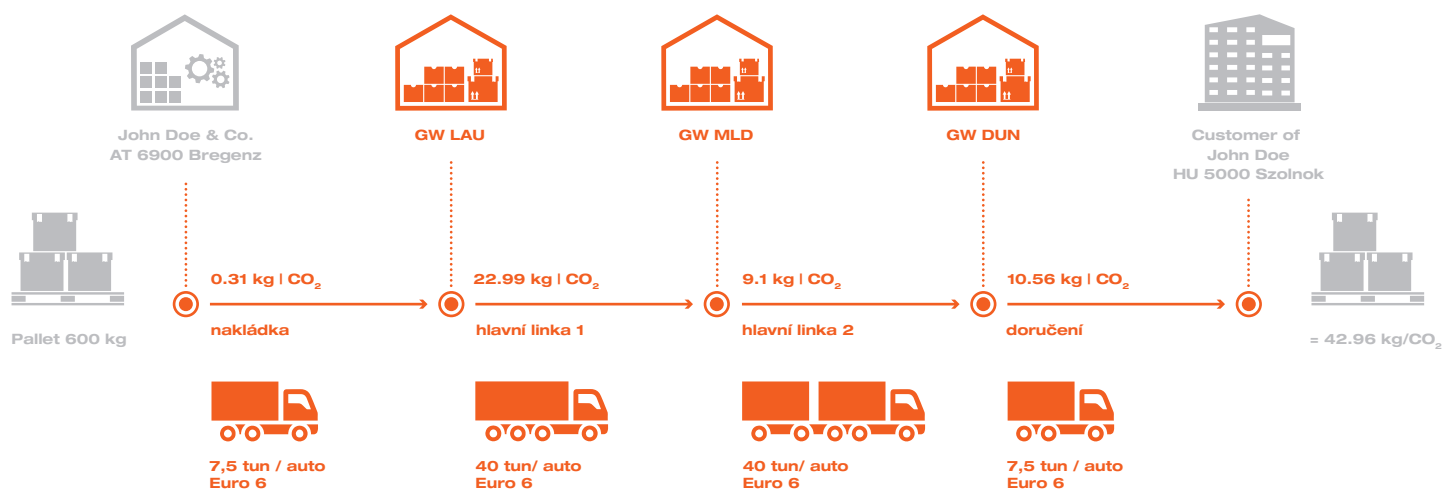 John Doe & Co.
AT 6900 Bregenz
GW LAU
GW MLD
GW DUN
Customer of
John Doe
HU 5000 Szolnok
Pallet 600 kg
0.31 kg | CO₂
nakládka
22.99 kg | CO₂
hlavní linka 1
9.1 kg | CO₂
hlavní linka 2
10.56 kg | CO₂
doručení
= 42.96 kg/CO₂
7,5 tun / auto
Euro 6
40 tun/ auto
Euro 6
40 tun/ auto
Euro 6
7,5 tun / auto
Euro 6